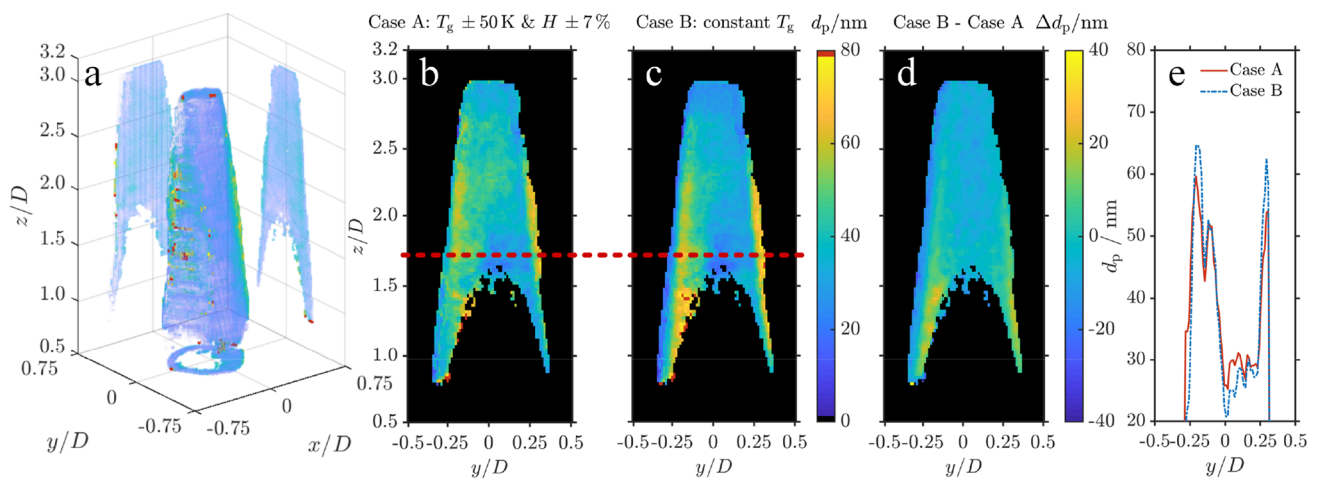 Case A: T_g ± 50 K & H ± 7 %
Case B: constant T_g d_p/nm
Case B - Case A Δd_p/nm
a
3.2
3.0
2.5
2.0
1.5
1.0
0.5
z/D
0.75
0
-0.75
y/D
-0.75
0
0.75
x/D
b
3.2
3.0
2.5
2.0
1.5
1.0
0.5
z/D
-0.5 -0.25 0 0.25 0.5
y/D
c
-0.5 -0.25 0 0.25 0.5
y/D
80
60
40
20
0
d
-0.5 -0.25 0 0.25 0.5
y/D
40
20
0
-20
-40
e
Case A
Case B
80
70
60
50
40
30
20
d_p / nm
-0.5 -0.25 0 0.25 0.5
y/D